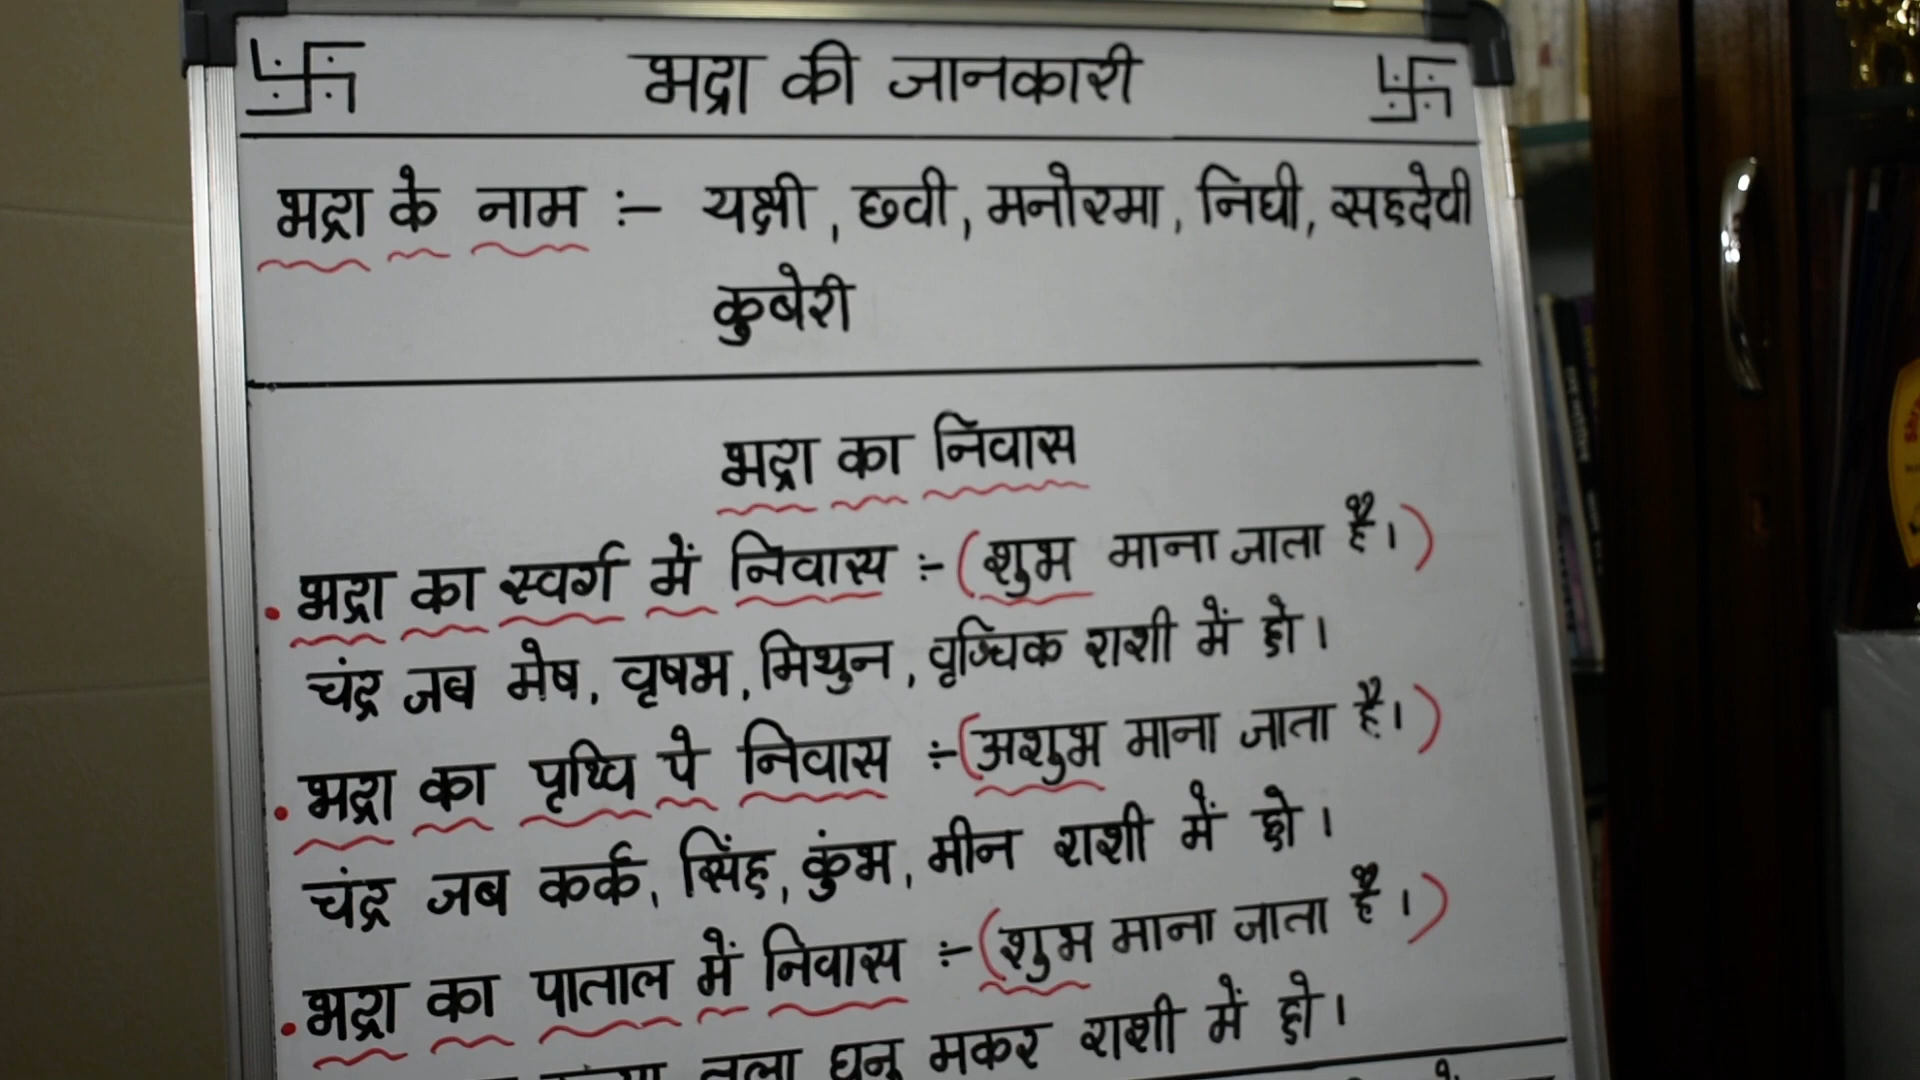 भद्रा की जानकारी
भद्रा के नाम :- यक्षी, छवी, मनोरमा, निधी, सहदेवी
कुबेरी
भद्रा का निवास
• भद्रा का स्वर्ग में निवास :- (शुभ माना जाता है।)
चंद्र जब मेष, वृषभ, मिथुन, वृश्चिक राशी में हो।
• भद्रा का पृथ्वि पे निवास :- (अशुभ माना जाता है।)
चंद्र जब कर्क, सिंह, कुंभ, मीन राशी में हो।
• भद्रा का पाताल में निवास :- (शुभ माना जाता है।)
तुला धनु मकर राशी में हो।